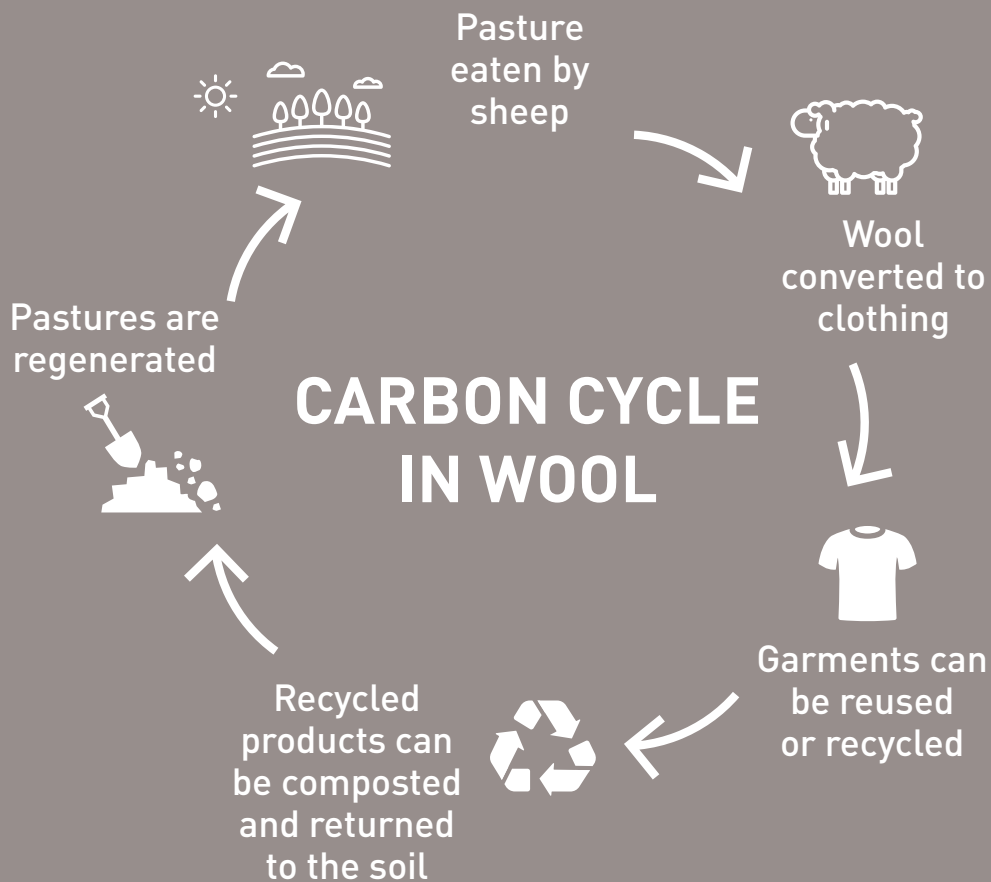 Pasture
eaten by
sheep
Wool
converted to
clothing
Garments can
be reused
or recycled
Recycled
products can
be composted
and returned
to the soil
Pastures are
regenerated
CARBON CYCLE
IN WOOL